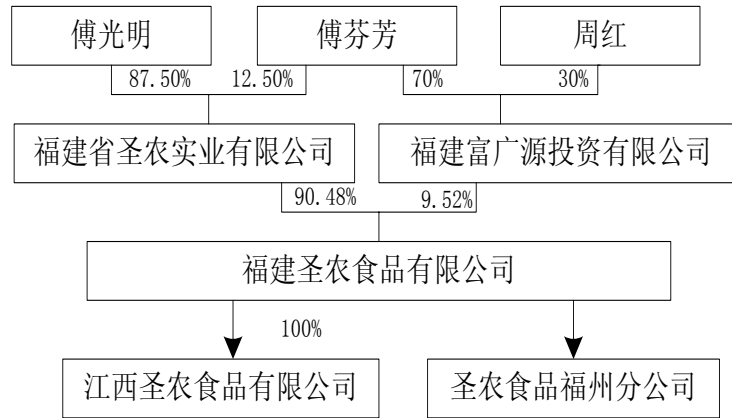 傅光明
傅芬芳
周红
87.50%
12.50%
70%
30%
福建省圣农实业有限公司
福建富广源投资有限公司
90.48%
9.52%
福建圣农食品有限公司
100%
江西圣农食品有限公司
圣农食品福州分公司